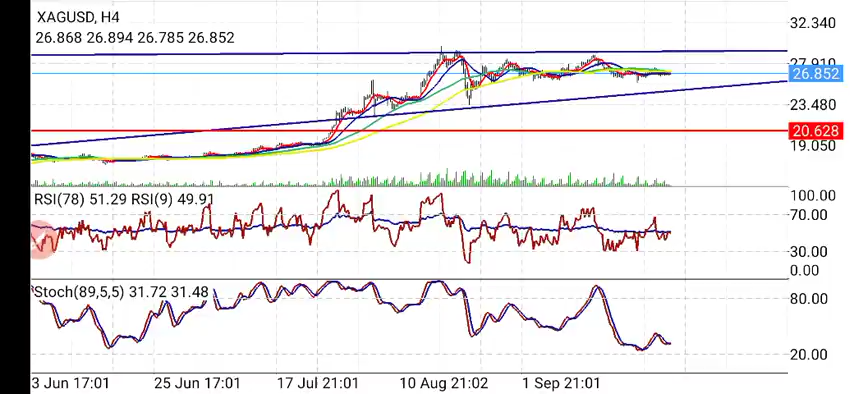 XAGUSD, H4
26.868 26.894 26.785 26.852
32.340
27.910
26.852
23.480
20.628
19.050
RSI(78) 51.29 RSI(9) 49.91
100.00
70.00
30.00
0.00
Stoch(89,5,5) 31.72 31.48
80.00
20.00
3 Jun 17:01 25 Jun 17:01 17 Jul 21:01 10 Aug 21:02 1 Sep 21:01